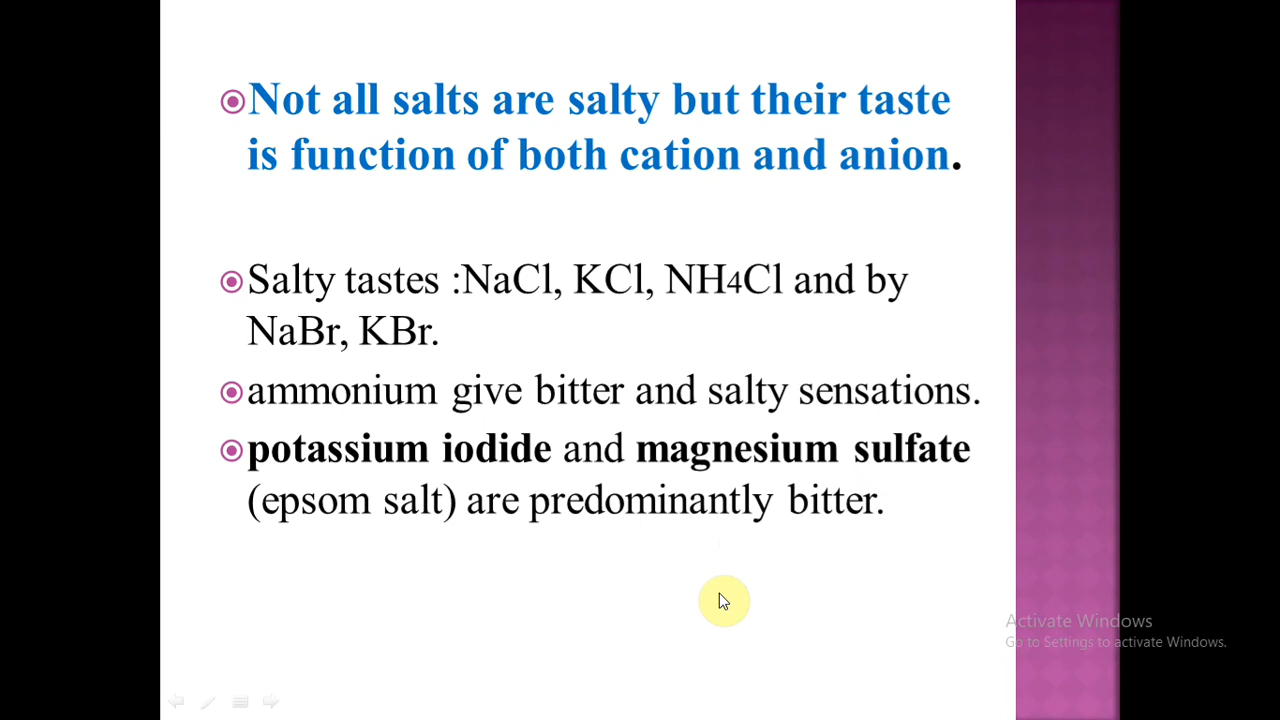 Not all salts are salty but their taste
is function of both cation and anion.
Salty tastes :NaCl, KCl, NH4Cl and by
NaBr, KBr.
ammonium give bitter and salty sensations.
potassium iodide and magnesium sulfate
(epsom salt) are predominantly bitter.
Activate Windows
Go to Settings to activate Windows.